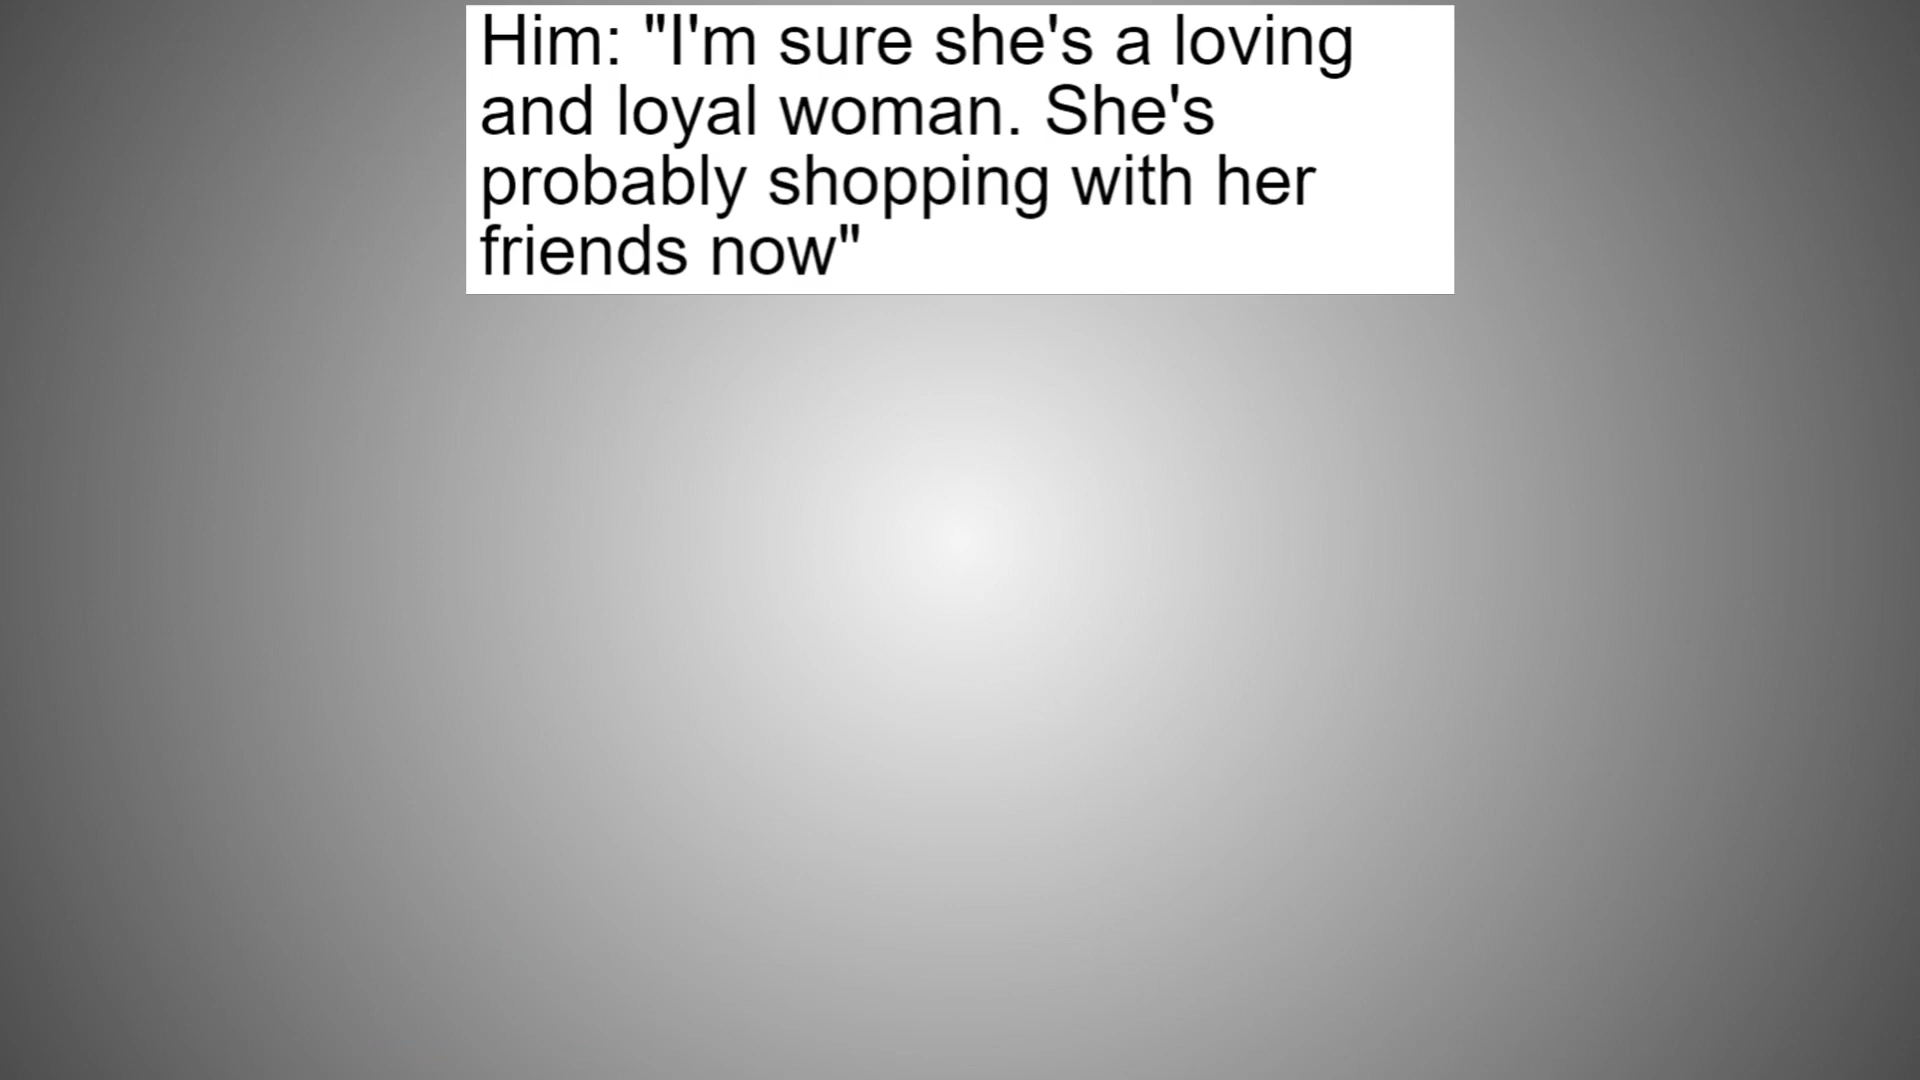 Him: "I'm sure she's a loving
and loyal woman. She's
probably shopping with her
friends now"